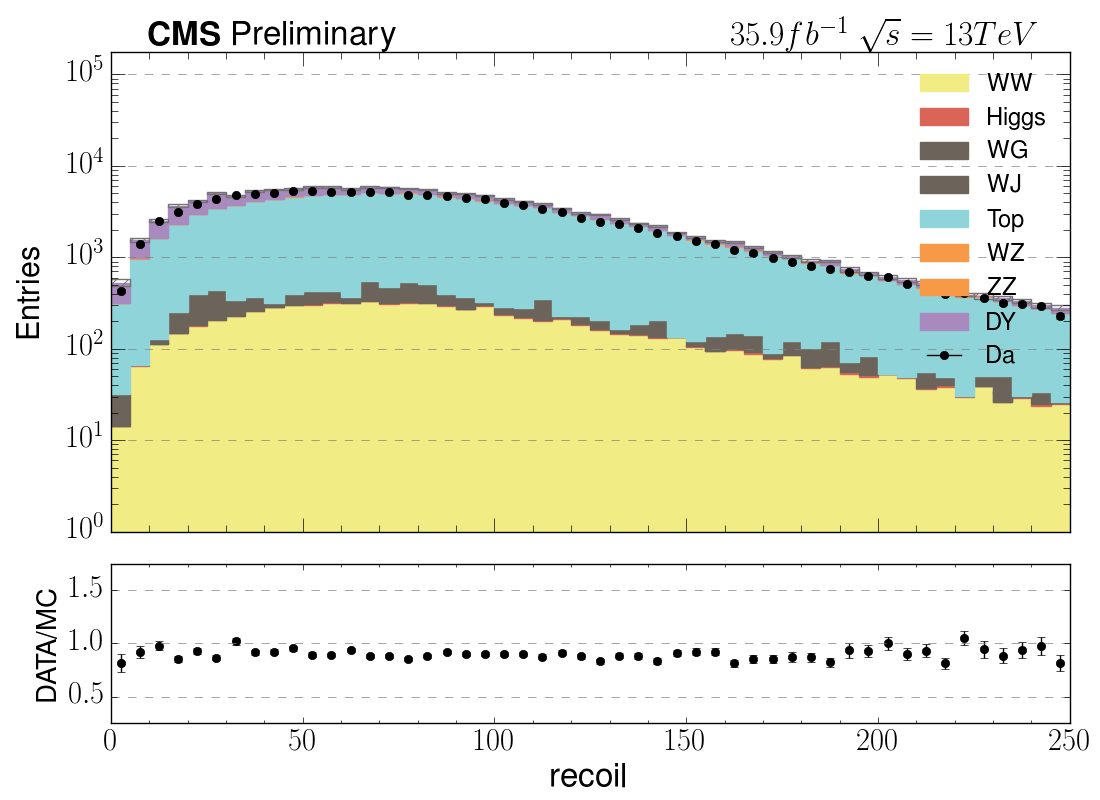 CMS Preliminary
35.9fb⁻¹ √s = 13TeV
Entries
10⁵
10⁴
10³
10²
10¹
10⁰
WW
Higgs
WG
WJ
Top
WZ
ZZ
DY
Da
DATA/MC
1.5
1.0
0.5
0 50 100 150 200 250
recoil